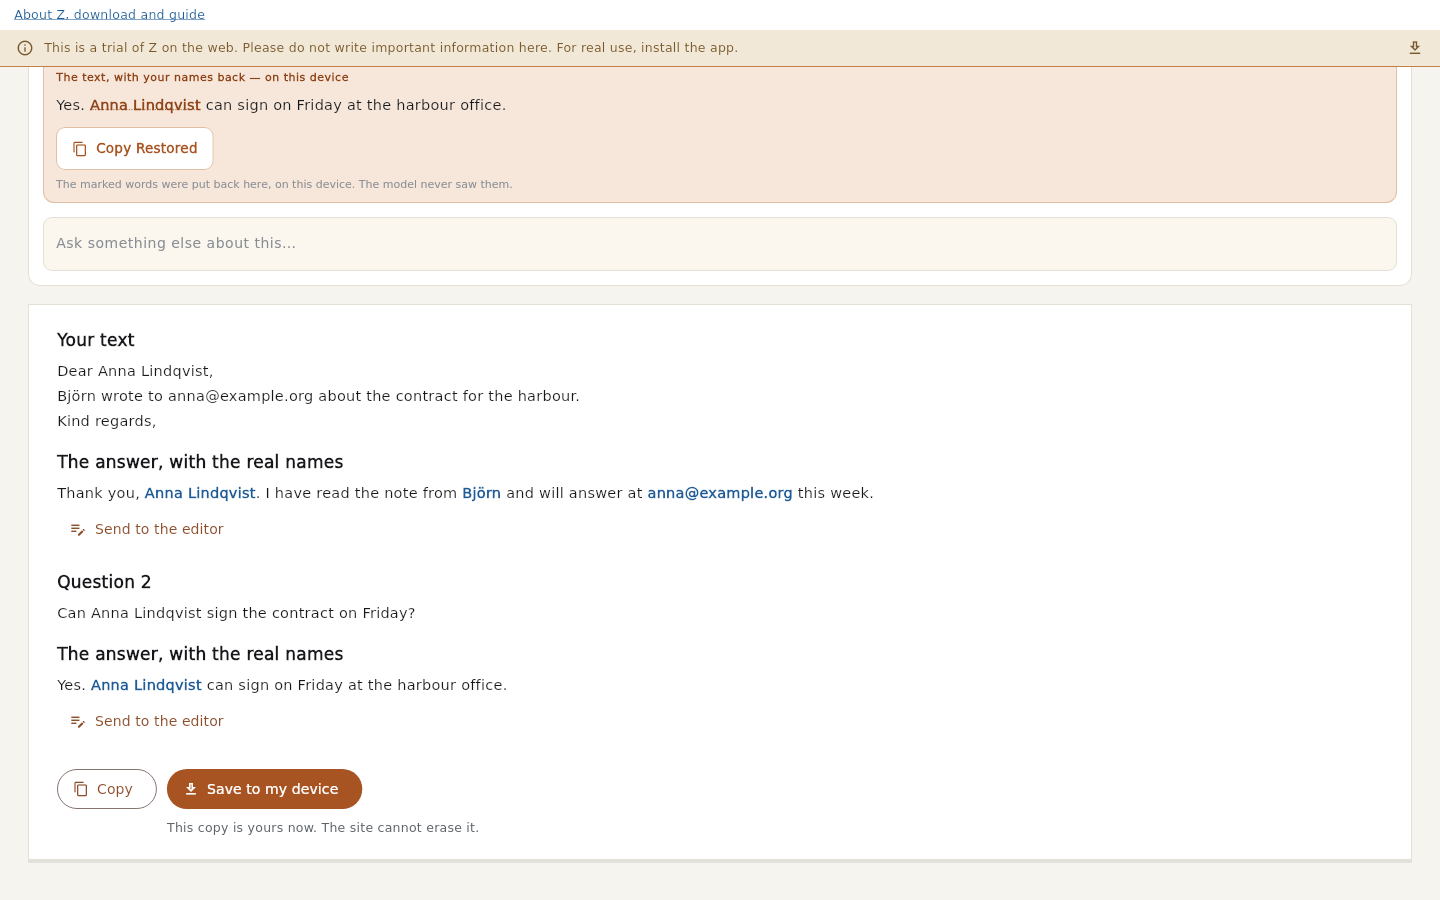 About Z, download and guide
This is a trial of Z on the web. Please do not write important information here. For real use, install the app.
The text, with your names back — on this device
Yes. Anna Lindqvist can sign on Friday at the harbour office.
Copy Restored
The marked words were put back here, on this device. The model never saw them.
Ask something else about this...
Your text
Dear Anna Lindqvist,
Björn wrote to anna@example.org about the contract for the harbour.
Kind regards,
The answer, with the real names
Thank you, Anna Lindqvist. I have read the note from Björn and will answer at anna@example.org this week.
Send to the editor
Question 2
Can Anna Lindqvist sign the contract on Friday?
The answer, with the real names
Yes. Anna Lindqvist can sign on Friday at the harbour office.
Send to the editor
Copy
Save to my device
This copy is yours now. The site cannot erase it.